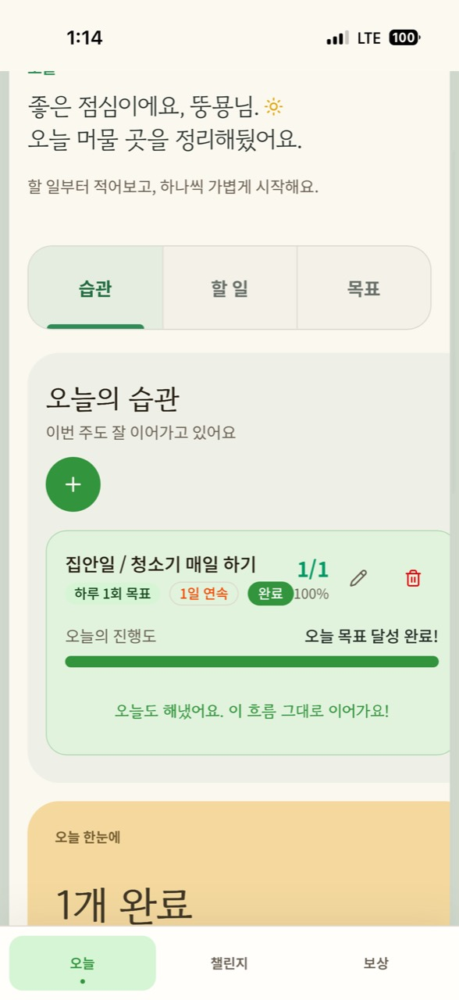 1:14
LTE 100
오늘
좋은 점심이에요, 뚱묭님.
오늘 머물 곳을 정리해뒀어요.
할 일부터 적어보고, 하나씩 가볍게 시작해요.
습관 할 일 목표
오늘의 습관
이번 주도 잘 이어가고 있어요
+
집안일 / 청소기 매일 하기 1/1
하루 1회 목표 1일 연속 완료 100%
오늘의 진행도 오늘 목표 달성 완료!
오늘도 해냈어요. 이 흐름 그대로 이어가요!
오늘 한눈에
1개 완료
오늘 챌린지 보상